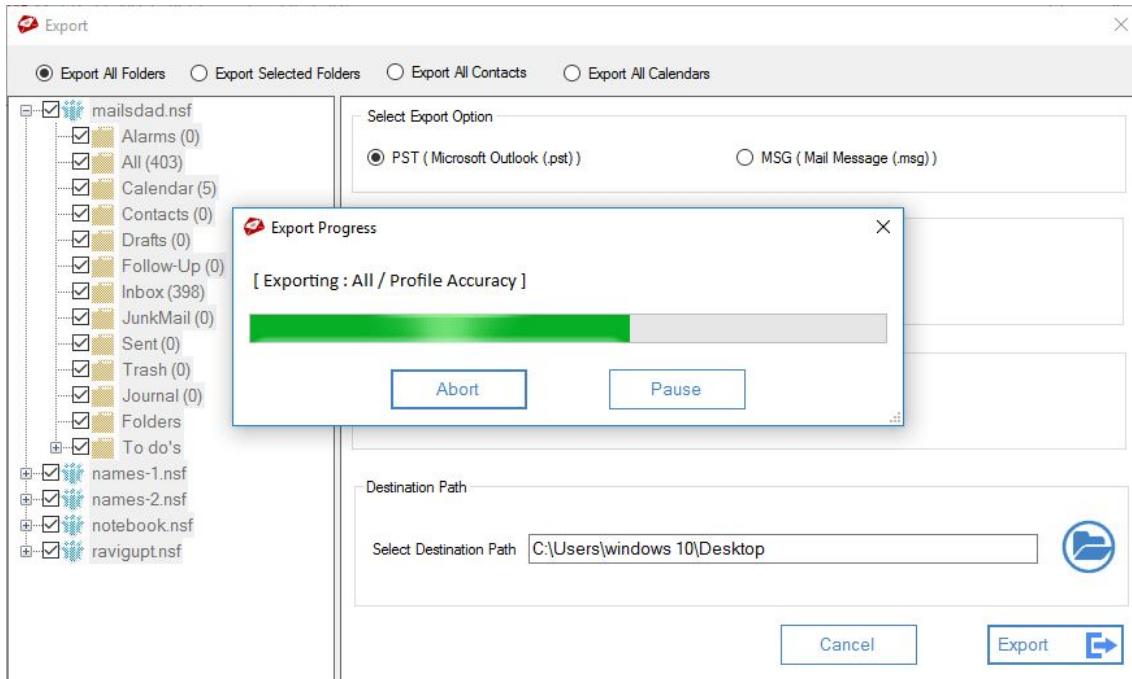 Export
Export All Folders Export Selected Folders Export All Contacts Export All Calendars
mailsdad.nsf
Alarms (0)
All (403)
Calendar (5)
Contacts (0)
Drafts (0)
Follow-Up (0)
Inbox (398)
JunkMail (0)
Sent (0)
Trash (0)
Journal (0)
Folders
To do's
names-1.nsf
names-2.nsf
notebook.nsf
ravigupt.nsf
Select Export Option
PST ( Microsoft Outlook (.pst) ) MSG ( Mail Message (.msg) )
Export Progress
[ Exporting : All / Profile Accuracy ]
Abort Pause
Destination Path
Select Destination Path C:\Users\windows 10\Desktop
Cancel Export